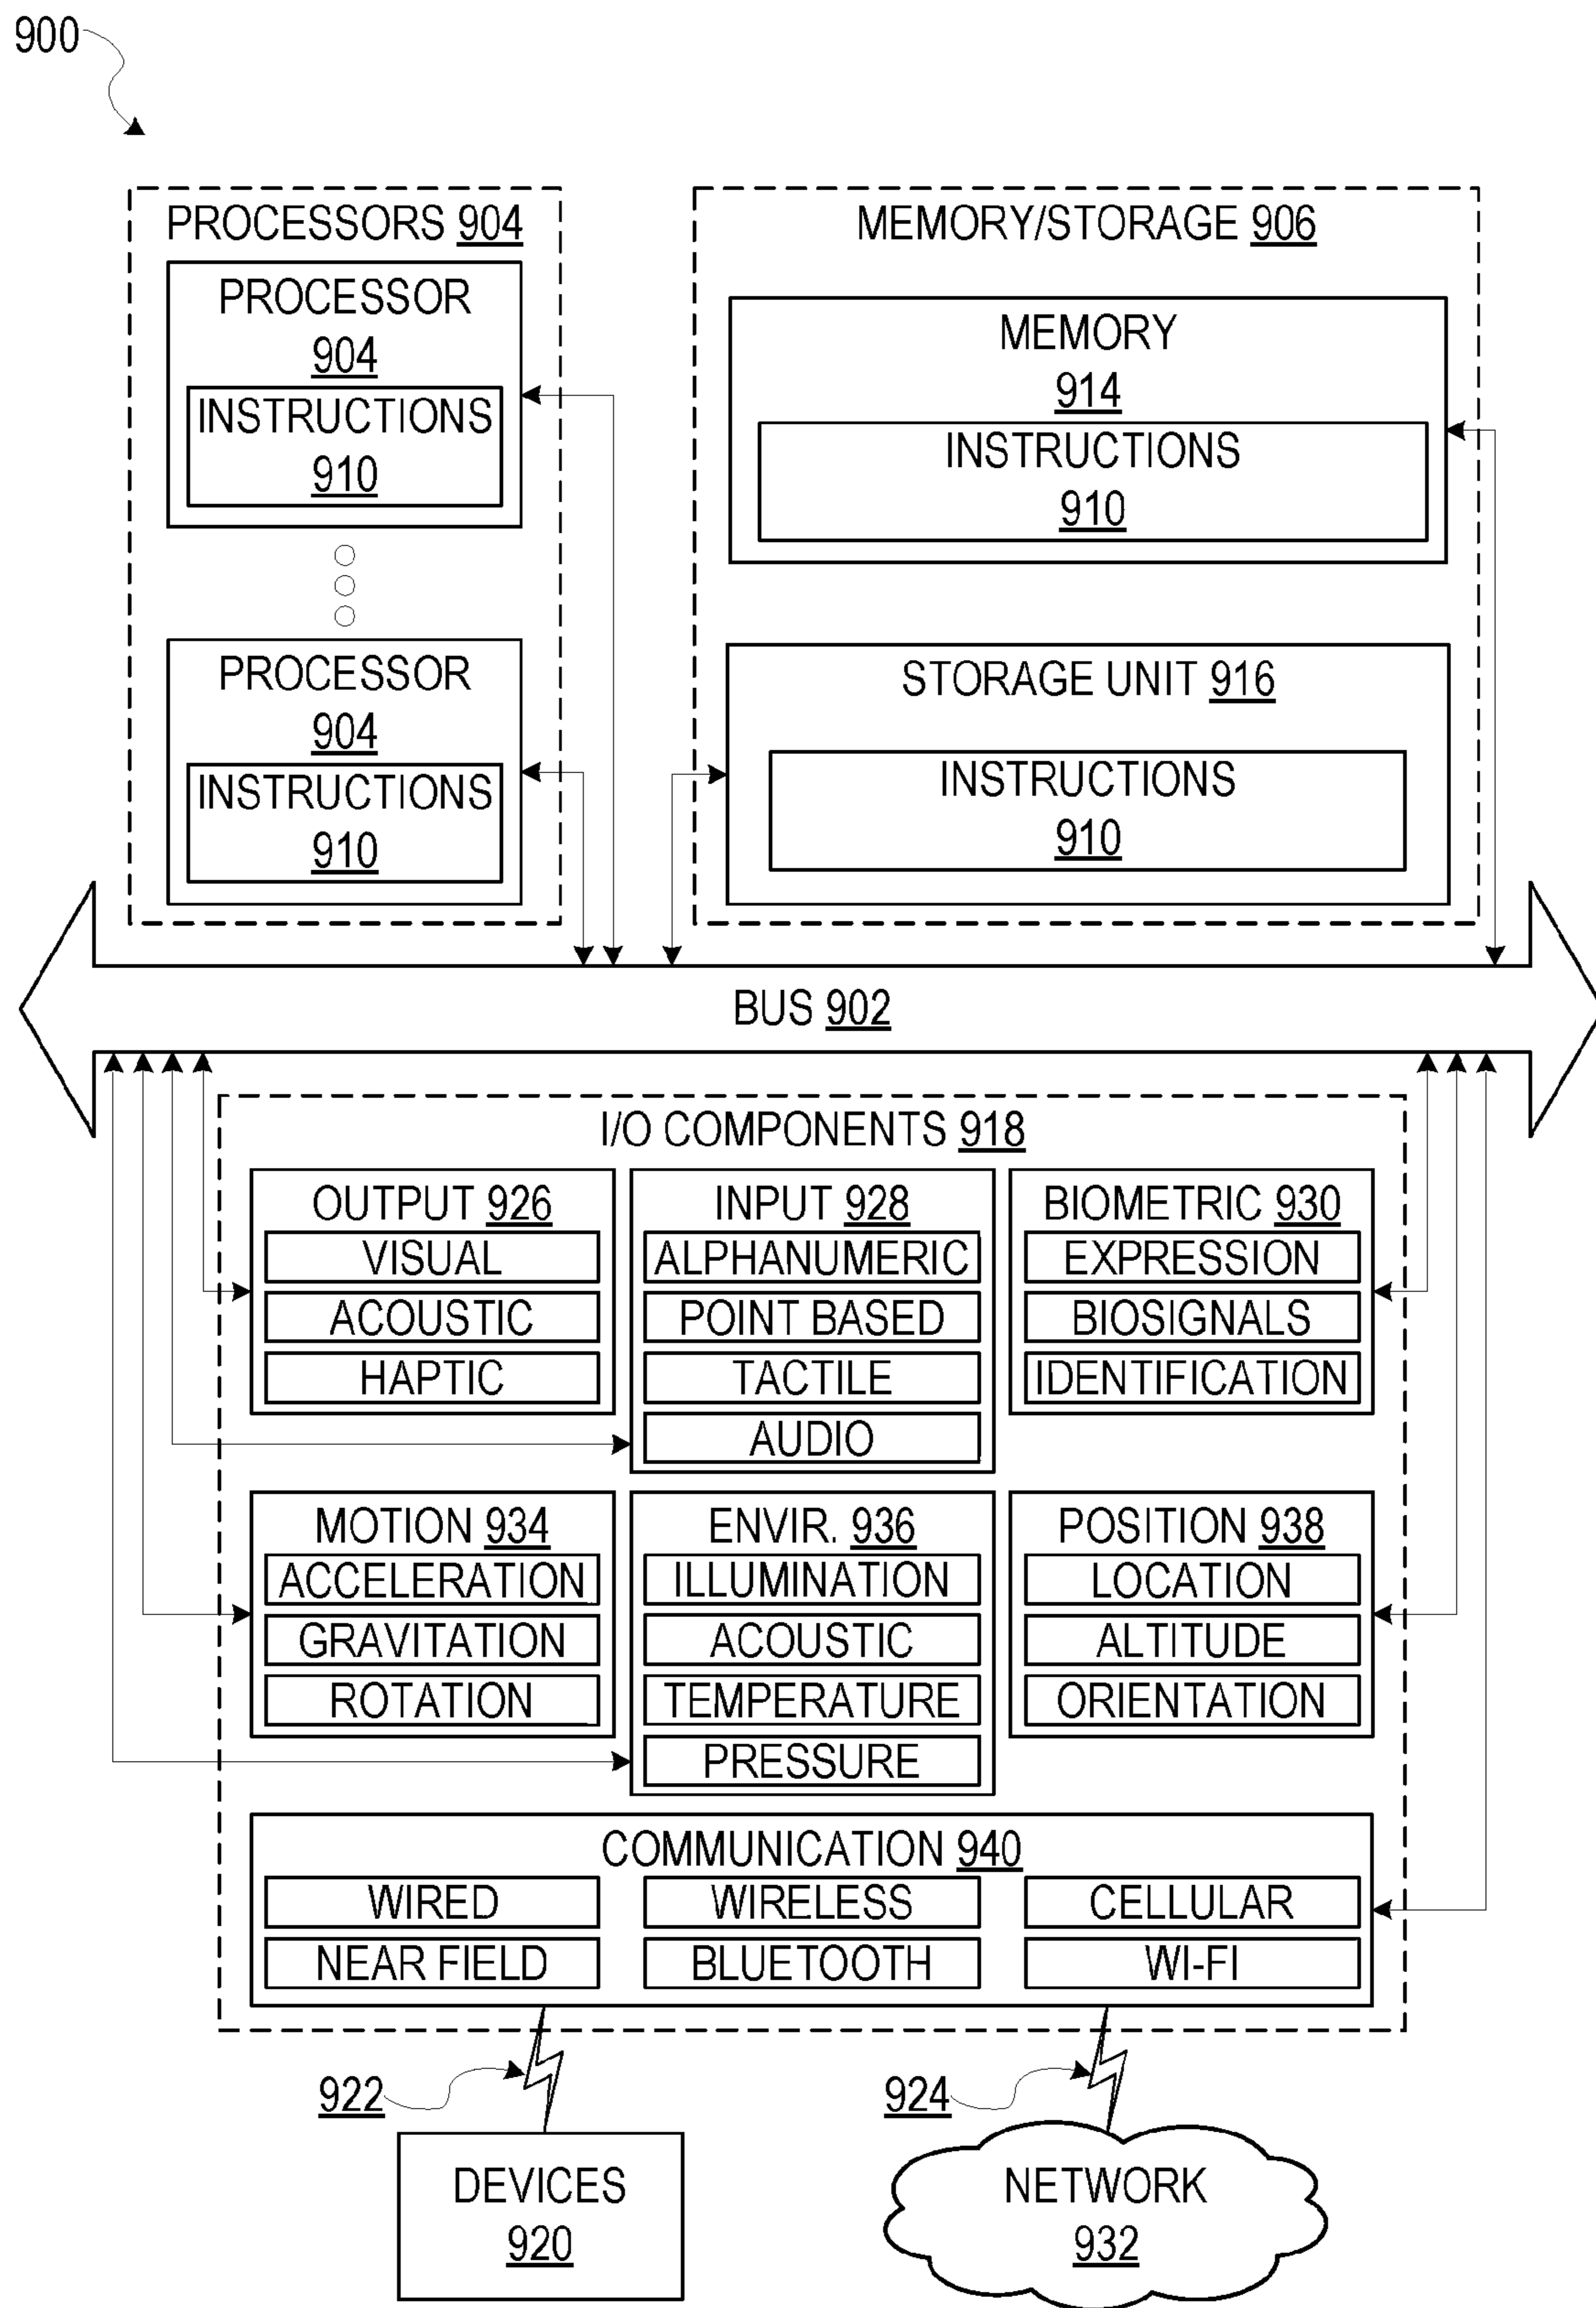 900
PROCESSORS 904
PROCESSOR
904
INSTRUCTIONS
910
PROCESSOR
904
INSTRUCTIONS
910
MEMORY/STORAGE 906
MEMORY
914
INSTRUCTIONS
910
STORAGE UNIT 916
INSTRUCTIONS
910
BUS 902
I/O COMPONENTS 918
OUTPUT 926
VISUAL
ACOUSTIC
HAPTIC
INPUT 928
ALPHANUMERIC
POINT BASED
TACTILE
AUDIO
BIOMETRIC 930
EXPRESSION
BIOSIGNALS
IDENTIFICATION
MOTION 934
ACCELERATION
GRAVITATION
ROTATION
ENVIR. 936
ILLUMINATION
ACOUSTIC
TEMPERATURE
PRESSURE
POSITION 938
LOCATION
ALTITUDE
ORIENTATION
COMMUNICATION 940
WIRED
WIRELESS
CELLULAR
NEAR FIELD
BLUETOOTH
WI-FI
922
924
DEVICES
920
NETWORK
932